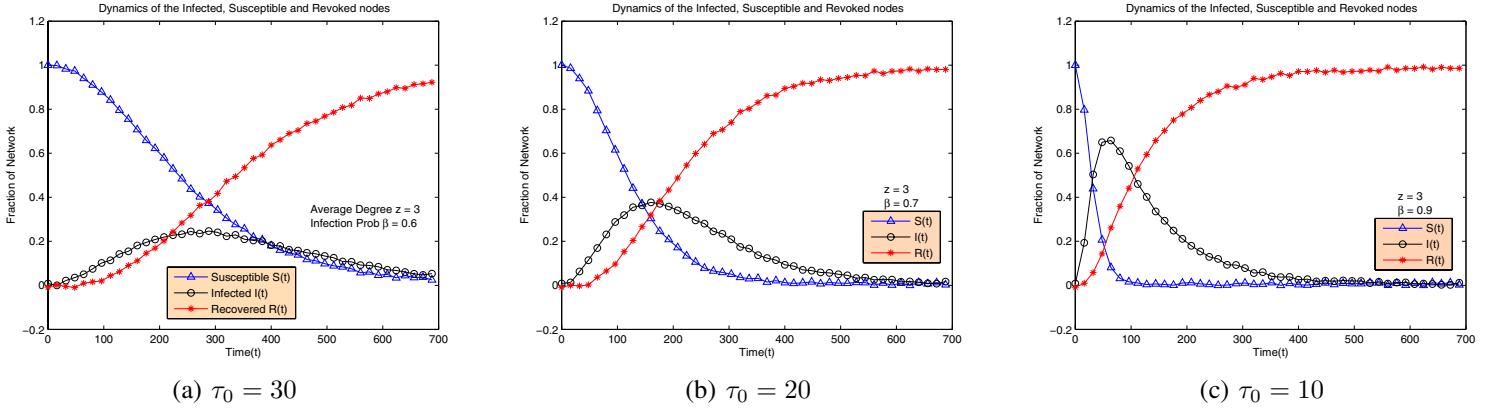 Dynamics of the Infected, Susceptible and Revoked nodes
1.2
1
0.8
0.6
0.4
0.2
0
−0.2
Fraction of Network
Average Degree z = 3
Infection Prob β = 0.6
Susceptible S(t)
Infected I(t)
Recovered R(t)
0 100 200 300 400 500 600 700
Time(t)
(a) τ₀ = 30
Dynamics of the Infected, Susceptible and Revoked nodes
1.2
1
0.8
0.6
0.4
0.2
0
−0.2
Fraction of Network
z = 3
β = 0.7
S(t)
I(t)
R(t)
0 100 200 300 400 500 600 700
Time(t)
(b) τ₀ = 20
Dynamics of the Infected, Susceptible and Revoked nodes
1.2
1
0.8
0.6
0.4
0.2
0
−0.2
Fraction of Network
z = 3
β = 0.9
S(t)
I(t)
R(t)
0 100 200 300 400 500 600 700
Time(t)
(c) τ₀ = 10